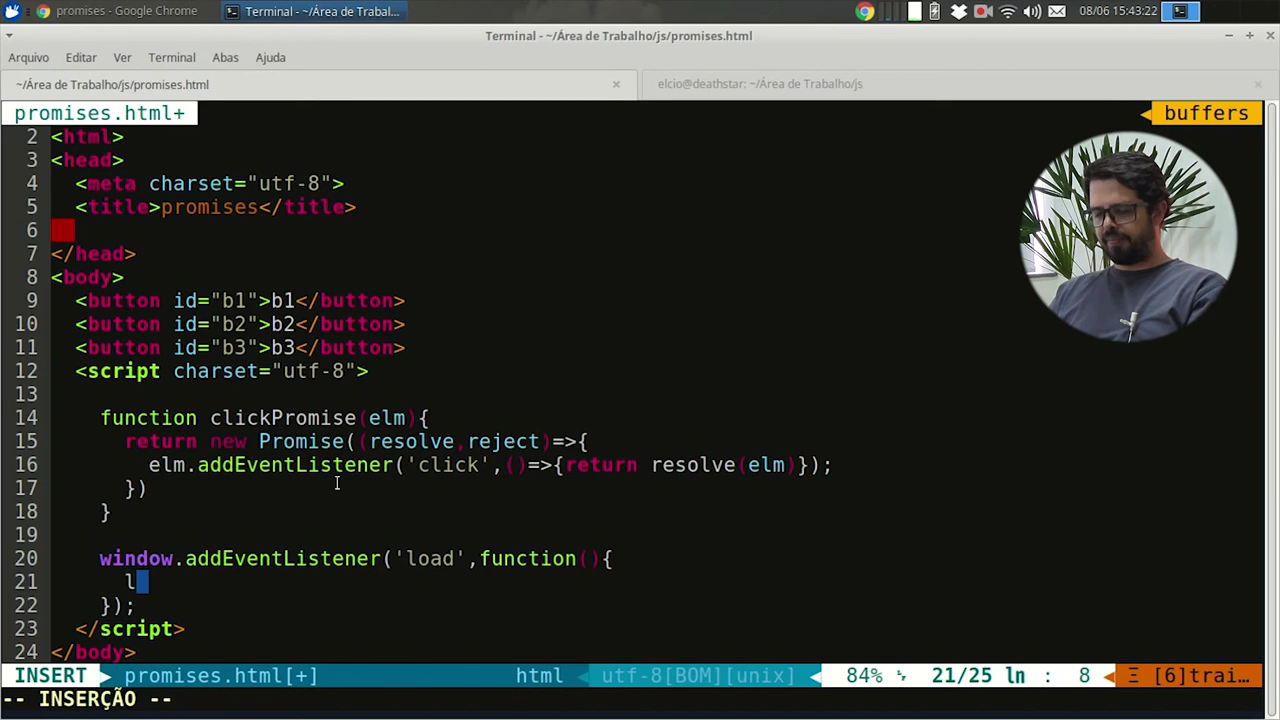 promises - Google Chrome
Terminal - ~/Área de Trabal...
08/06 15:43:22
Terminal - ~/Área de Trabalho/js/promises.html
Arquivo Editar Ver Terminal Abas Ajuda
~/Área de Trabalho/js/promises.html
elcio@deathstar: ~/Área de Trabalho/js
promises.html+
buffers
2 <html>
3 <head>
4 <meta charset="utf-8">
5 <title>promises</title>
6
7 </head>
8 <body>
9 <button id="b1">b1</button>
10 <button id="b2">b2</button>
11 <button id="b3">b3</button>
12 <script charset="utf-8">
13
14 function clickPromise(elm){
15 return new Promise((resolve,reject)=>{
16 elm.addEventListener('click',()=>{return resolve(elm)});
17 })
18 }
19
20 window.addEventListener('load',function(){
21 l
22 });
23 </script>
24 </body>
INSERT promises.html[+] html utf-8[BOM][unix] 84% 21/25 ln : 8 Ξ [6]trai...
-- INSERÇÃO --